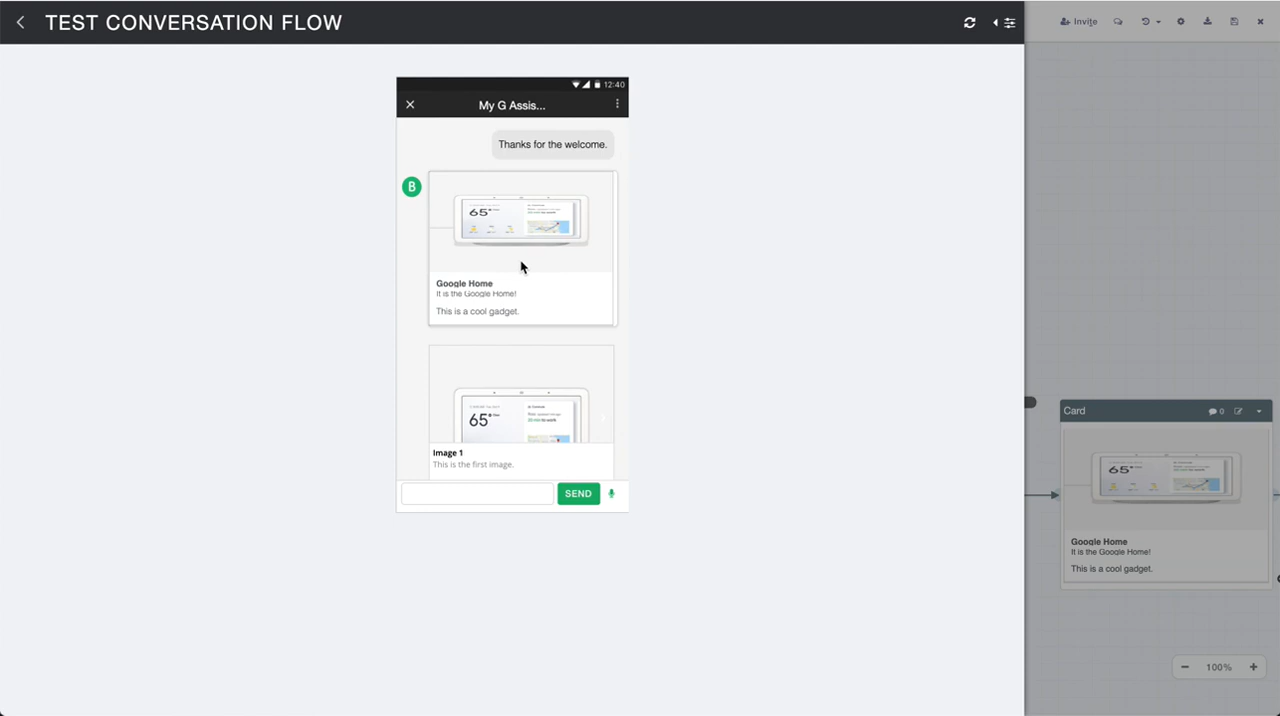 TEST CONVERSATION FLOW
Invite
12:40
My G Assis...
Thanks for the welcome.
B
65°
Google Home
It is the Google Home!
This is a cool gadget.
65°
Image 1
This is the first image.
SEND
Card
0
65°
Google Home
It is the Google Home!
This is a cool gadget.
100%